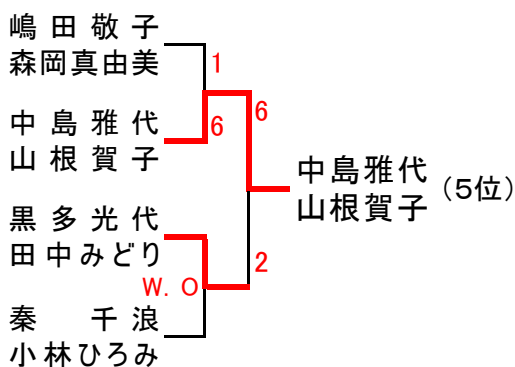 嶋田敬子
森岡真由美
1
中島雅代
山根賀子
6
6
中島雅代
山根賀子
(5位)
黒多光代
田中みどり
2
W. O
秦 千浪
小林ひろみ